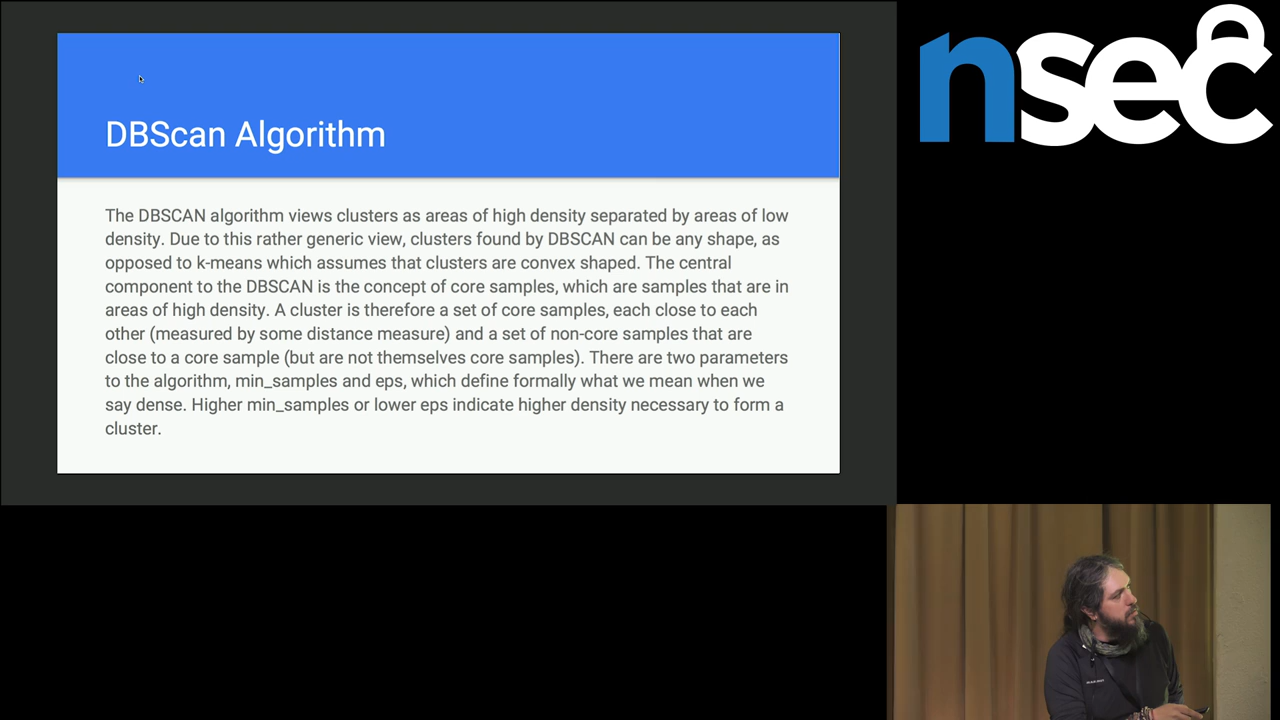 DBScan Algorithm
The DBSCAN algorithm views clusters as areas of high density separated by areas of low
density. Due to this rather generic view, clusters found by DBSCAN can be any shape, as
opposed to k-means which assumes that clusters are convex shaped. The central
component to the DBSCAN is the concept of core samples, which are samples that are in
areas of high density. A cluster is therefore a set of core samples, each close to each
other (measured by some distance measure) and a set of non-core samples that are
close to a core sample (but are not themselves core samples). There are two parameters
to the algorithm, min_samples and eps, which define formally what we mean when we
say dense. Higher min_samples or lower eps indicate higher density necessary to form a
cluster.
nsec